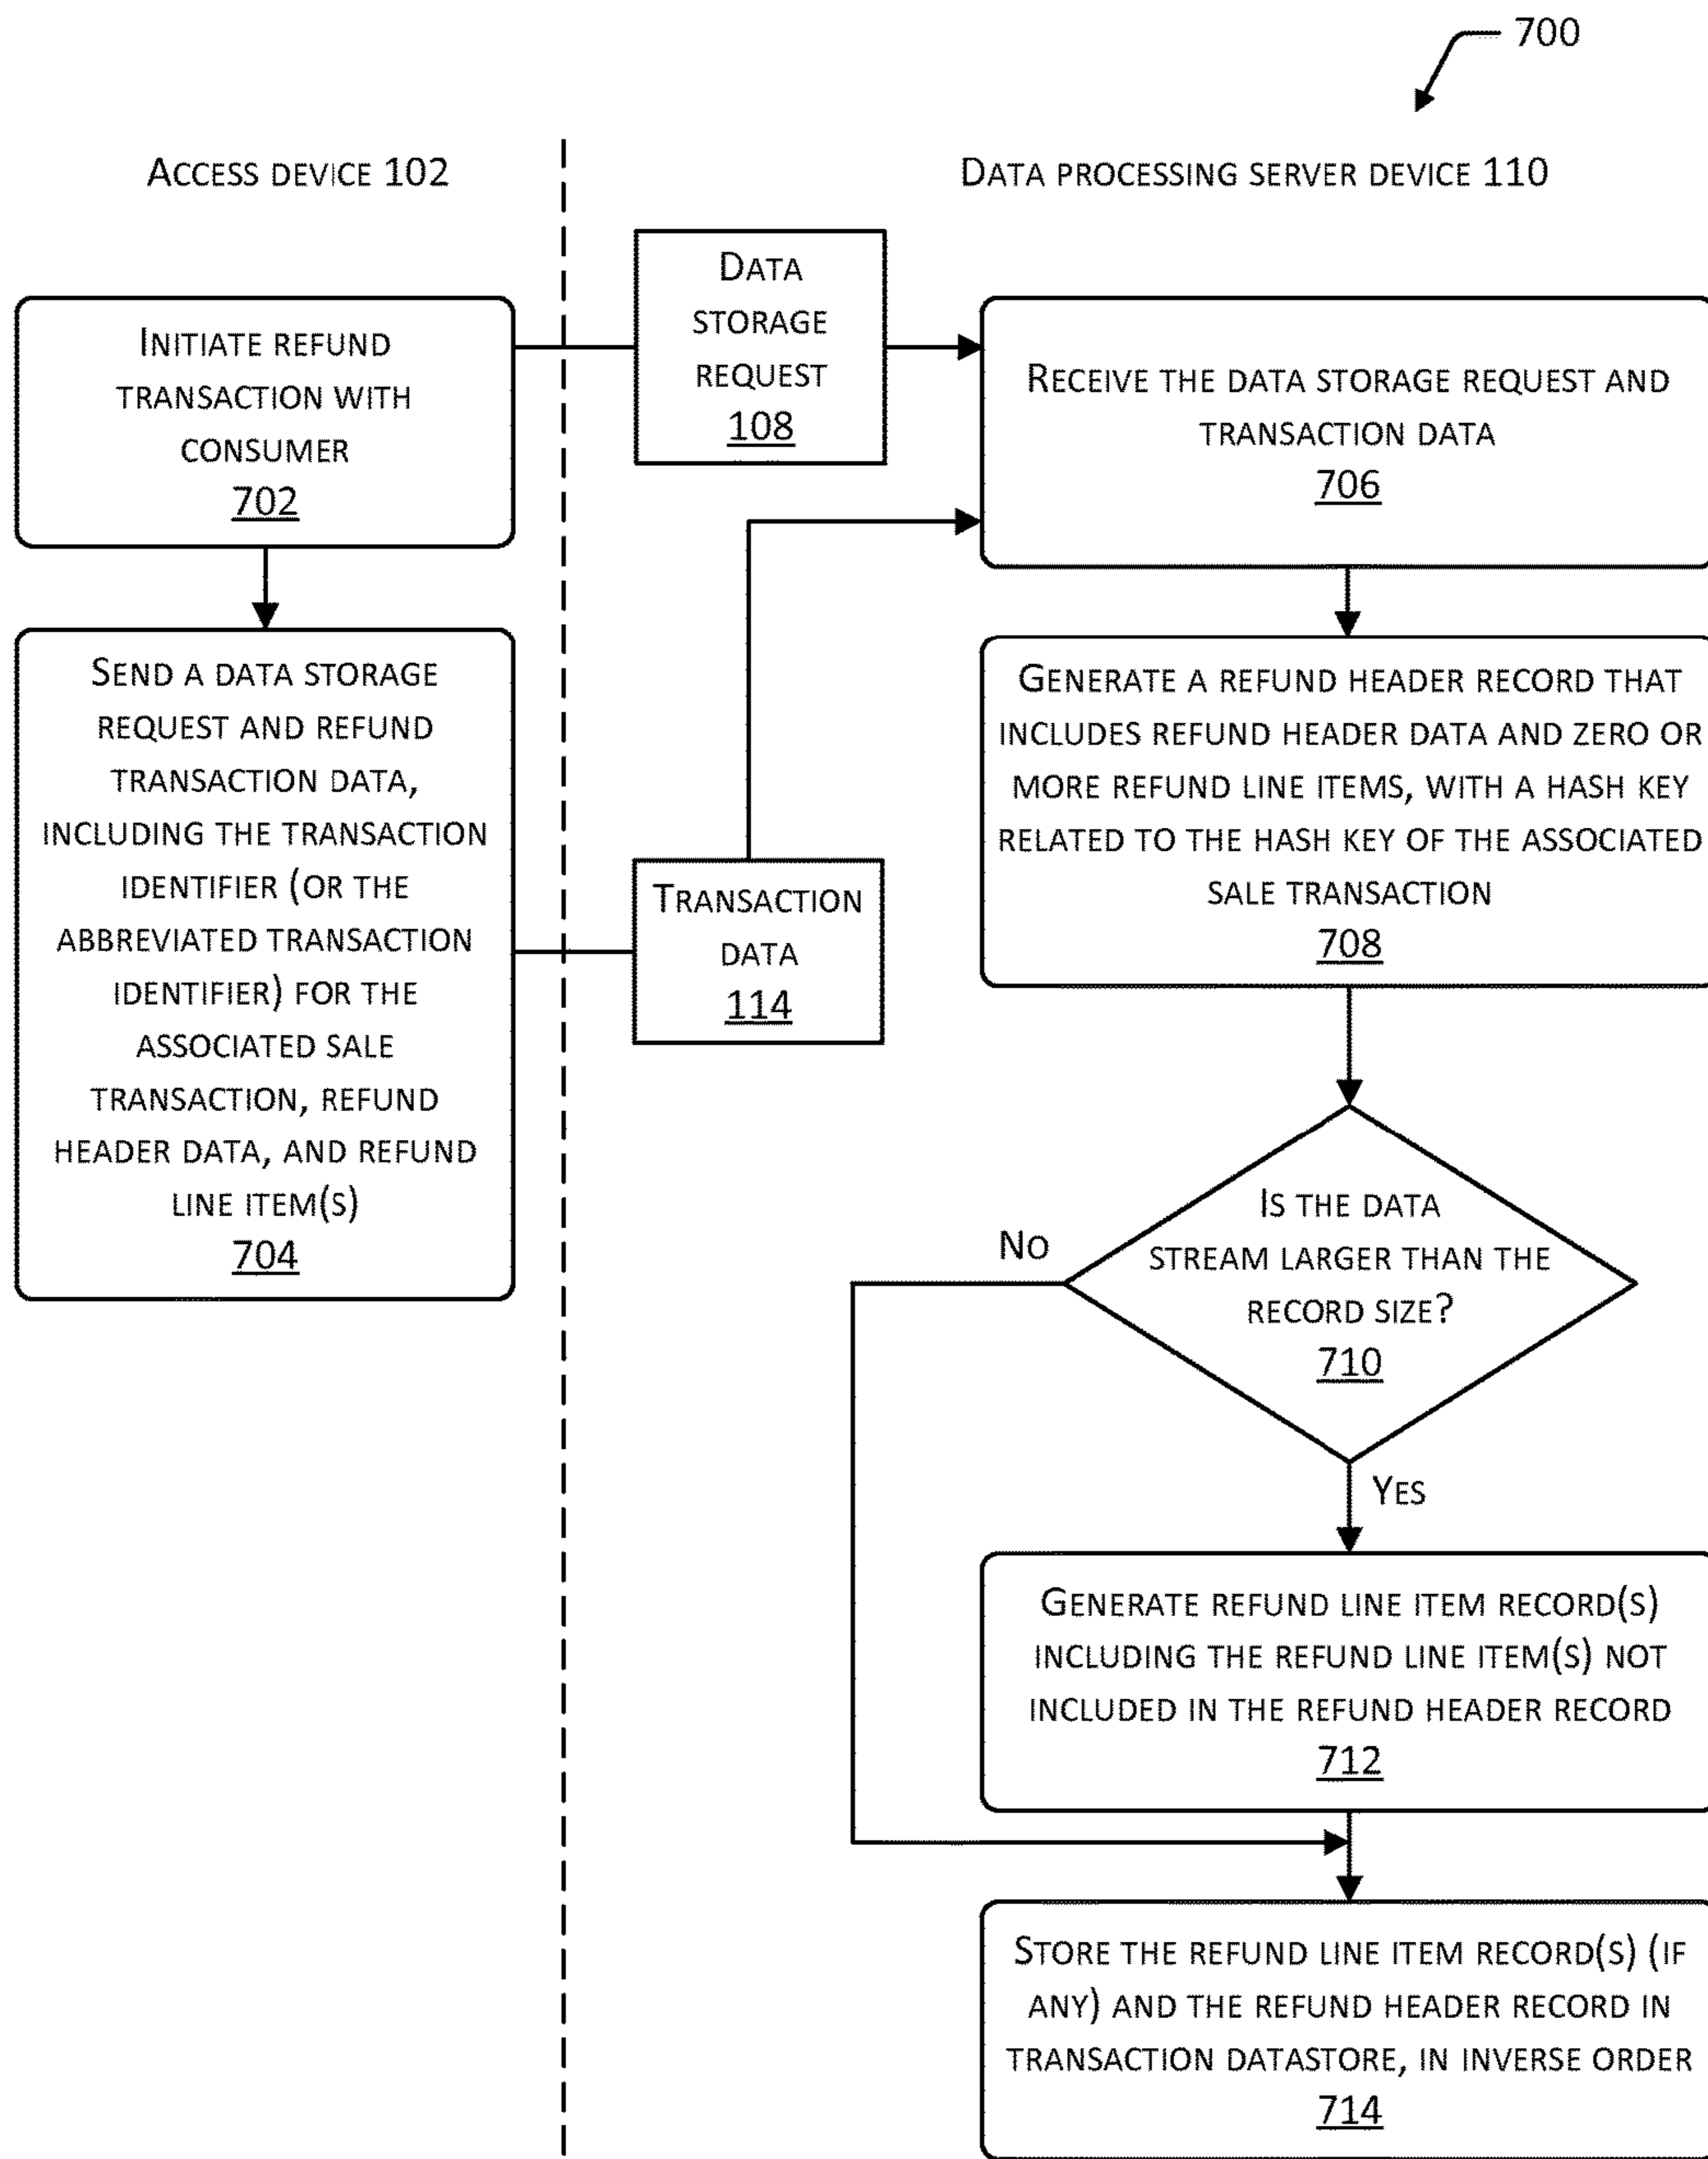 700
ACCESS DEVICE 102
DATA PROCESSING SERVER DEVICE 110
INITIATE REFUND
TRANSACTION WITH
CONSUMER
702
DATA
STORAGE
REQUEST
108
RECEIVE THE DATA STORAGE REQUEST AND
TRANSACTION DATA
706
SEND A DATA STORAGE
REQUEST AND REFUND
TRANSACTION DATA,
INCLUDING THE TRANSACTION
IDENTIFIER (OR THE
ABBREVIATED TRANSACTION
IDENTIFIER) FOR THE
ASSOCIATED SALE
TRANSACTION, REFUND
HEADER DATA, AND REFUND
LINE ITEM(S)
704
TRANSACTION
DATA
114
GENERATE A REFUND HEADER RECORD THAT
INCLUDES REFUND HEADER DATA AND ZERO OR
MORE REFUND LINE ITEMS, WITH A HASH KEY
RELATED TO THE HASH KEY OF THE ASSOCIATED
SALE TRANSACTION
708
IS THE DATA
STREAM LARGER THAN THE
RECORD SIZE?
710
NO
YES
GENERATE REFUND LINE ITEM RECORD(S)
INCLUDING THE REFUND LINE ITEM(S) NOT
INCLUDED IN THE REFUND HEADER RECORD
712
STORE THE REFUND LINE ITEM RECORD(S) (IF
ANY) AND THE REFUND HEADER RECORD IN
TRANSACTION DATASTORE, IN INVERSE ORDER
714